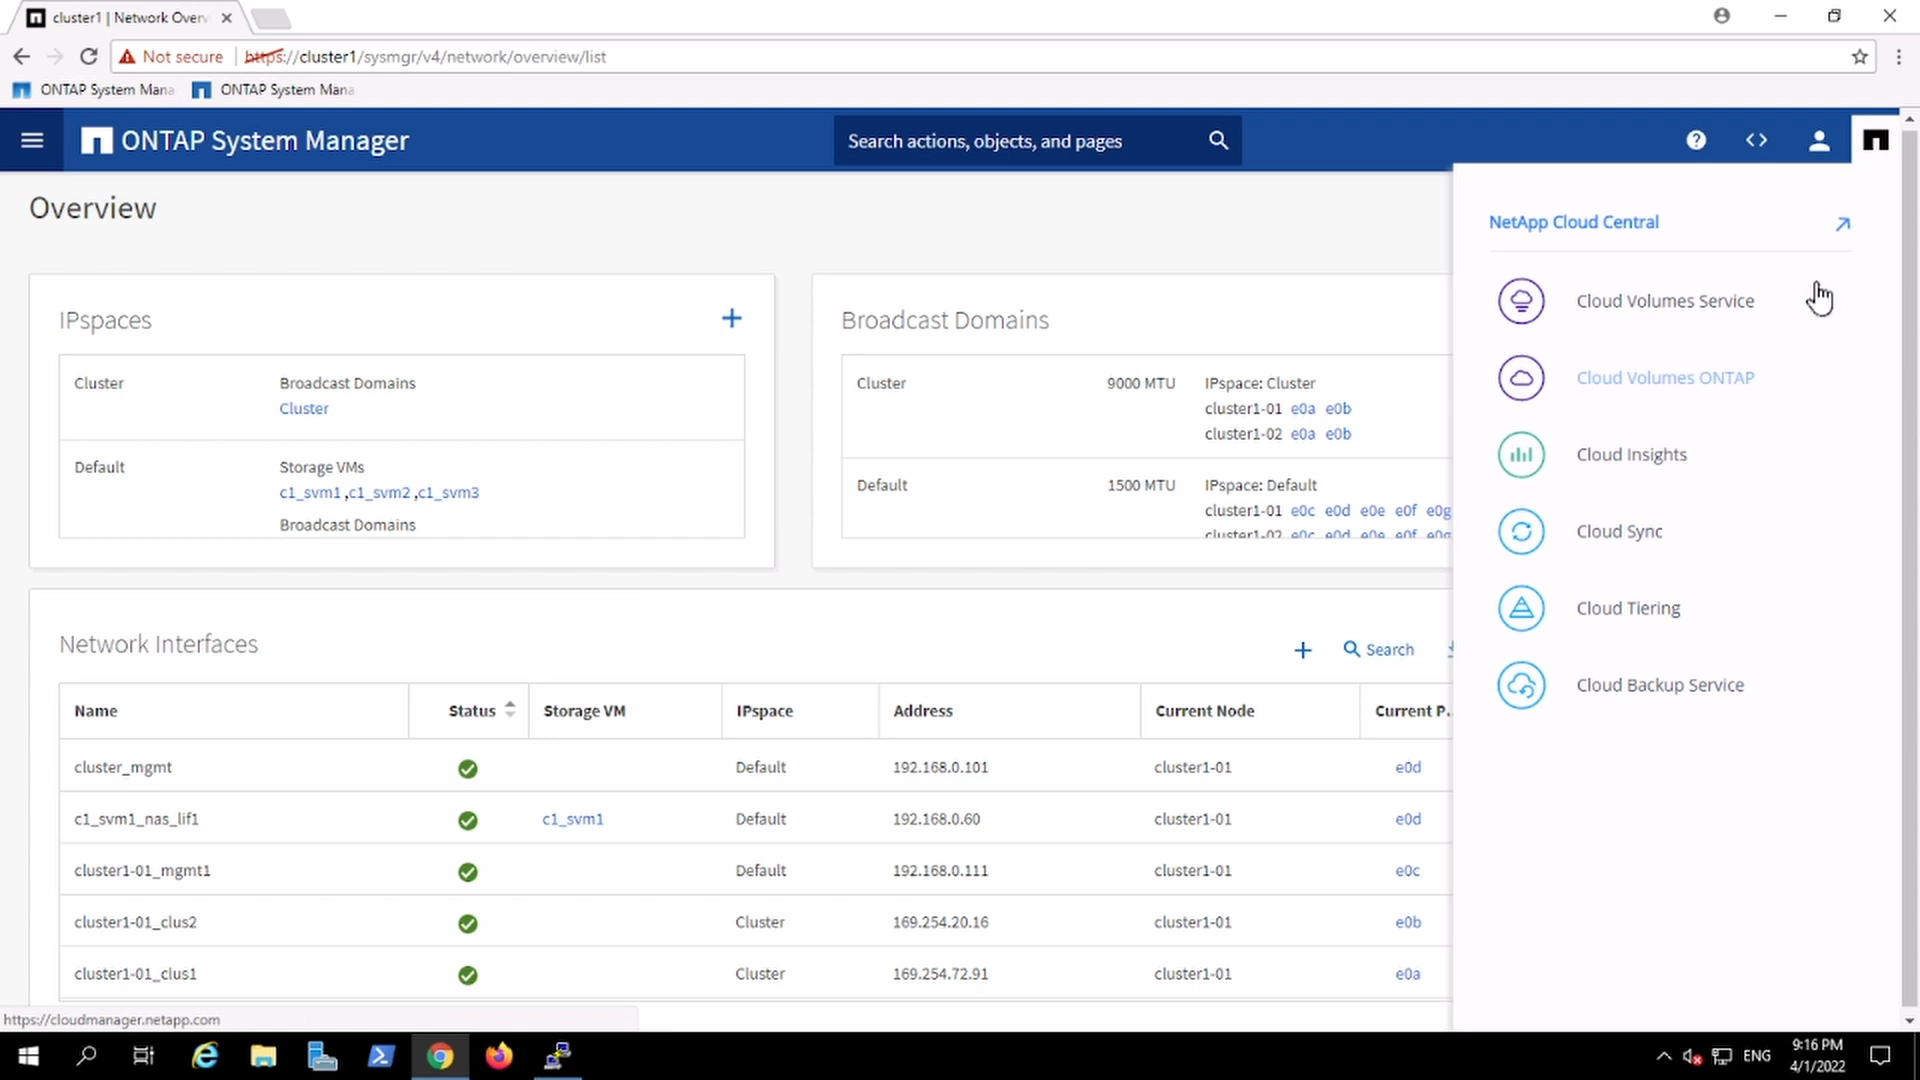 cluster1 | Network Overv
Not secure https://cluster1/sysmgr/v4/network/overview/list
ONTAP System Mana ONTAP System Mana
ONTAP System Manager
Search actions, objects, and pages
Overview
IPspaces
Cluster Broadcast Domains
Cluster
Default Storage VMs
c1_svm1 ,c1_svm2 ,c1_svm3
Broadcast Domains
Broadcast Domains
Cluster 9000 MTU IPspace: Cluster
cluster1-01 e0a e0b
cluster1-02 e0a e0b
Default 1500 MTU IPspace: Default
cluster1-01 e0c e0d e0e e0f e0g
cluster1-02 e0c e0d e0e e0f e0g
NetApp Cloud Central
Cloud Volumes Service
Cloud Volumes ONTAP
Cloud Insights
Cloud Sync
Cloud Tiering
Cloud Backup Service
Network Interfaces
Search
Name Status Storage VM IPspace Address Current Node Current P...
cluster_mgmt Default 192.168.0.101 cluster1-01 e0d
c1_svm1_nas_lif1 c1_svm1 Default 192.168.0.60 cluster1-01 e0d
cluster1-01_mgmt1 Default 192.168.0.111 cluster1-01 e0c
cluster1-01_clus2 Cluster 169.254.20.16 cluster1-01 e0b
cluster1-01_clus1 Cluster 169.254.72.91 cluster1-01 e0a
https://cloudmanager.netapp.com
ENG
9:16 PM
4/1/2022